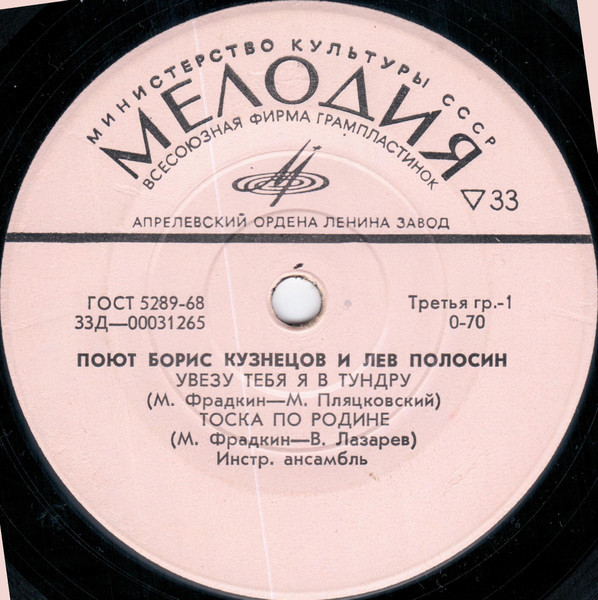 МИНИСТЕРСТВО КУЛЬТУРЫ СССР
МЕЛОДИЯ
ВСЕСОЮЗНАЯ ФИРМА ГРАМПЛАСТИНОК
▽33
АПРЕЛЕВСКИЙ ОРДЕНА ЛЕНИНА ЗАВОД
ГОСТ 5289-68
33Д—00031265
Третья гр.-1
0-70
ПОЮТ БОРИС КУЗНЕЦОВ И ЛЕВ ПОЛОСИН
УВЕЗУ ТЕБЯ Я В ТУНДРУ
(М. Фрадкин—М. Пляцковский)
ТОСКА ПО РОДИНЕ
(М. Фрадкин—В. Лазарев)
Инстр. ансамбль